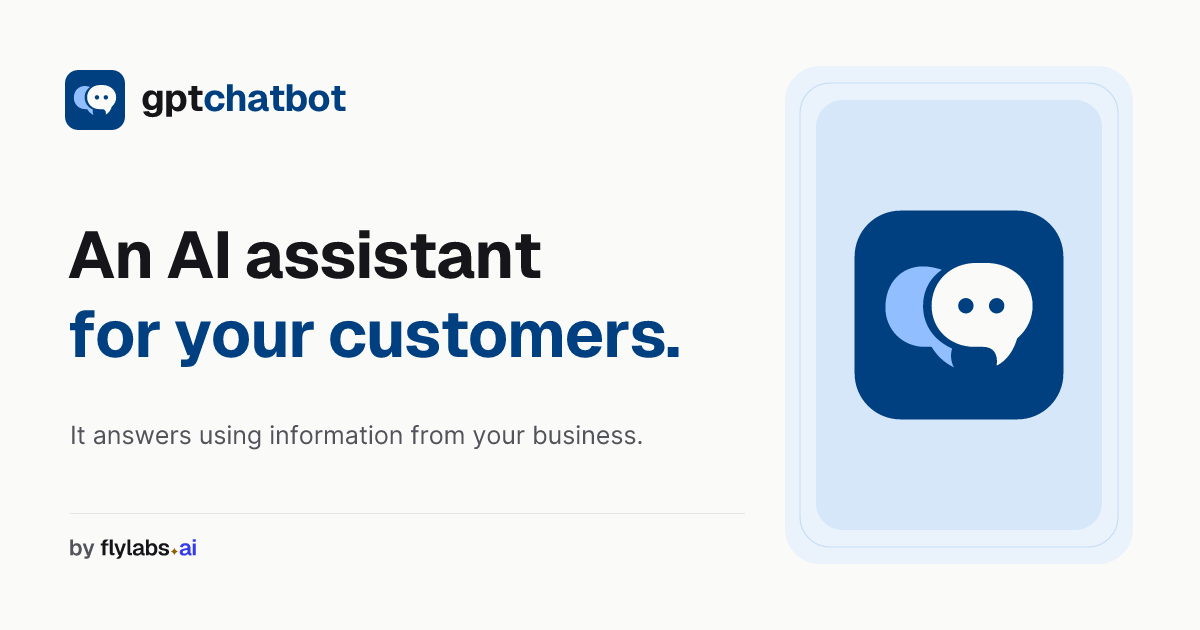 gptchatbot
An AI assistant
for your customers.
It answers using information from your business.
by flylabs.ai